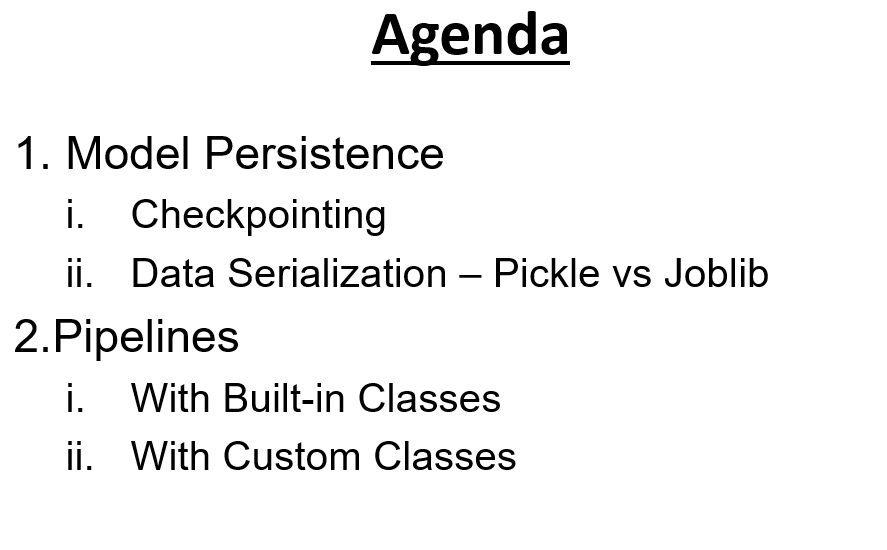 Agenda
1. Model Persistence
i. Checkpointing
ii. Data Serialization – Pickle vs Joblib
2.Pipelines
i. With Built-in Classes
ii. With Custom Classes